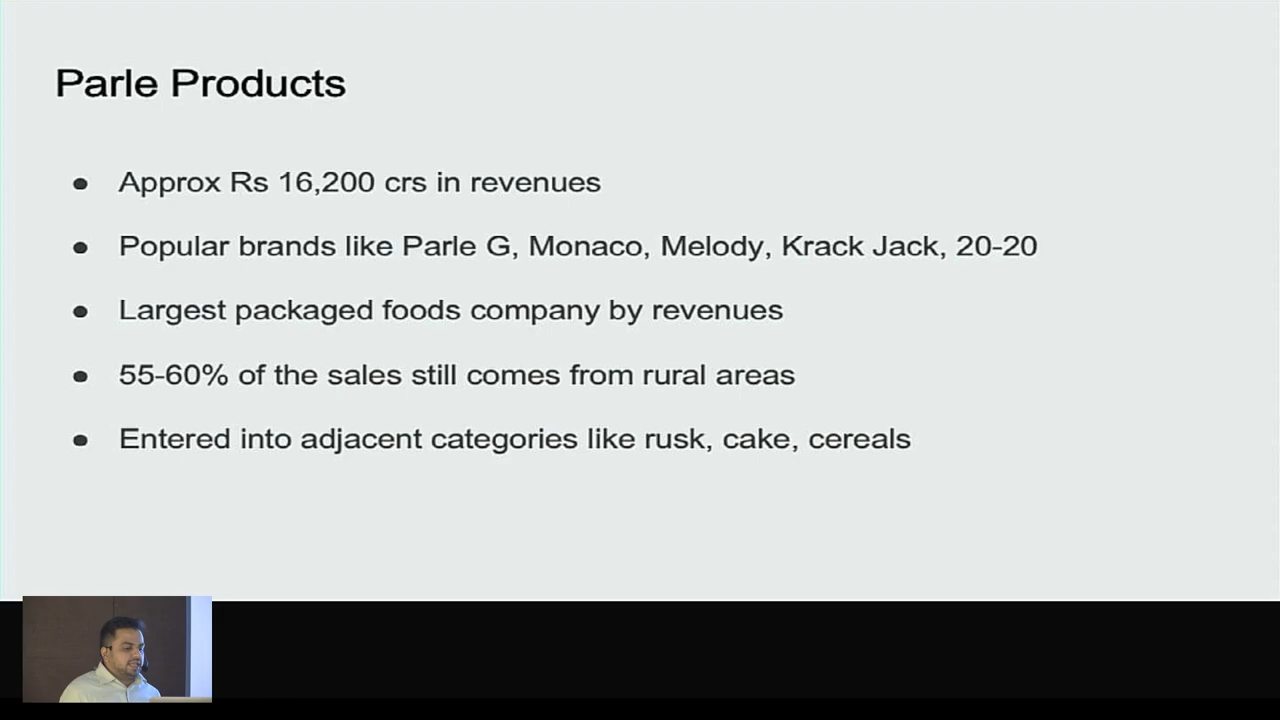 Parle Products
● Approx Rs 16,200 crs in revenues
● Popular brands like Parle G, Monaco, Melody, Krack Jack, 20-20
● Largest packaged foods company by revenues
● 55-60% of the sales still comes from rural areas
● Entered into adjacent categories like rusk, cake, cereals